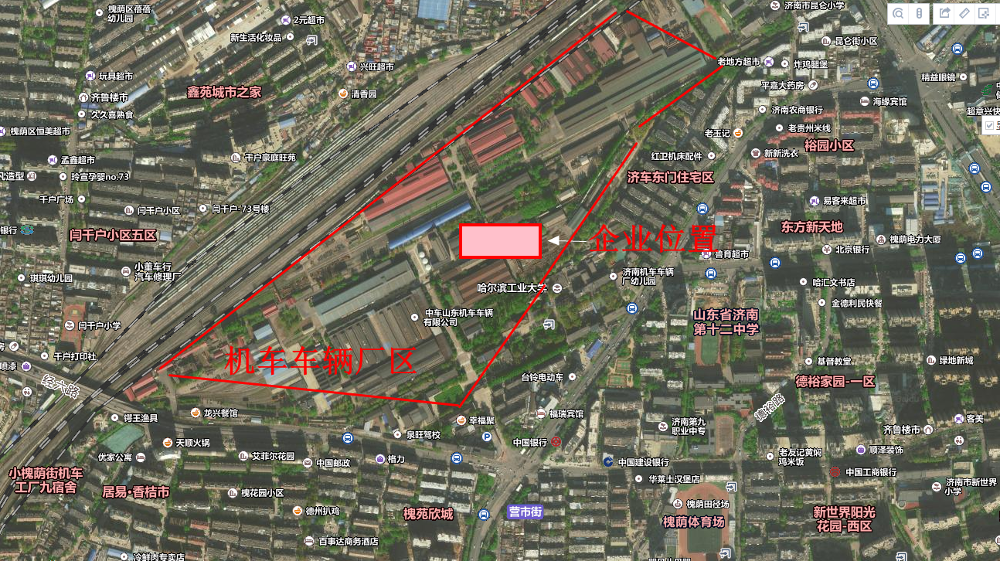 槐荫区蓓蓓
幼儿园
2元超市
新生活化妆品
济南市昆仑小学
昆仑街小区
兴旺超市
老地方超市
炸鸡腿堡
玩具超市
鑫苑城市之家
清香园
平嘉大药房
精益眼镜
齐鲁楼市
久久喜熟食
海缘宾馆
济南农商银行
超意兴快
槐荫区恒美超市
老贵州米线
老玉记
裕园小区
孟鑫超市
千户豪庭旺苑
红卫机床配件
新新洗衣
凡造型
玲宣孕婴no.73
济车东门住宅区
千户广场
闫千户小区
闫千户-73号楼
易客来超市
银行
闫千户小区五区
东方新天地
企业位置
槐荫电力大厦
北京银行
鲁育超市
小董车行
汽车修理厂
琪琪幼儿园
济南机车车辆
厂幼儿园
哈尔滨工业大学
哈汇文书店
金德利民快餐
中车山东机车车辆
有限公司
山东省济南
第十二中学
闫千户小学
千户打印社
机车车辆厂区
喷漆
基督教堂
绿地新城
经六路
台铃电动车
德裕家园-一区
德裕路
龙兴餐馆
锷王渔具
幸福聚
福瑞宾馆
济南第九
职业中专
客美
齐鲁楼市
泉旺驾校
天顺火锅
中国银行
优家公寓
艾菲尔花园
中国邮政
格力
中国建设银行
老友记黄焖
鸡米饭
顺泽装饰
中国工商银行
小槐荫街机车
工厂九宿舍
居易·香桔市
槐花园小区
华莱士汉堡店
济南市新世界
小学
德州扒鸡
槐苑欣城
营市街
槐荫田径场
槐荫体育场
新世界阳光
花园-西区
百事达商务酒店
冷鲜肉专卖店